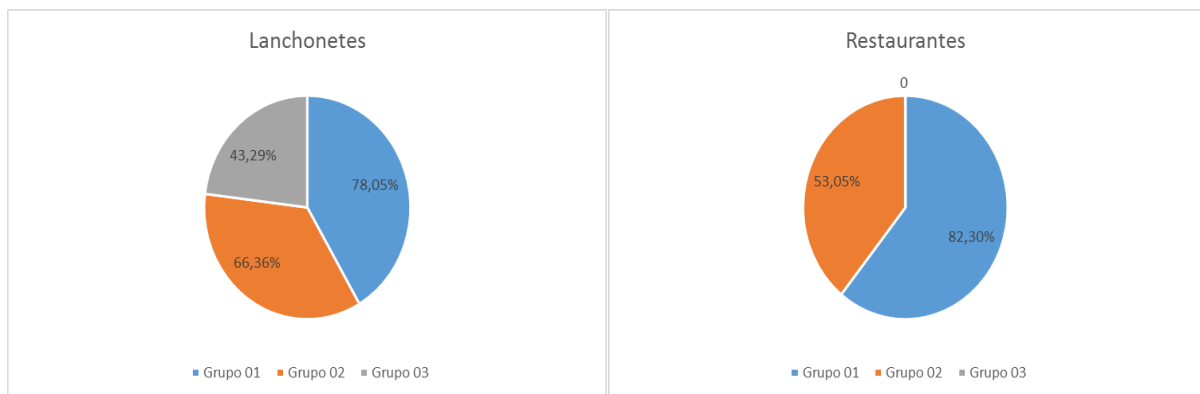 Lanchonetes
43,29%
78,05%
66,36%
Grupo 01 Grupo 02 Grupo 03
Restaurantes
0
53,05%
82,30%
Grupo 01 Grupo 02 Grupo 03